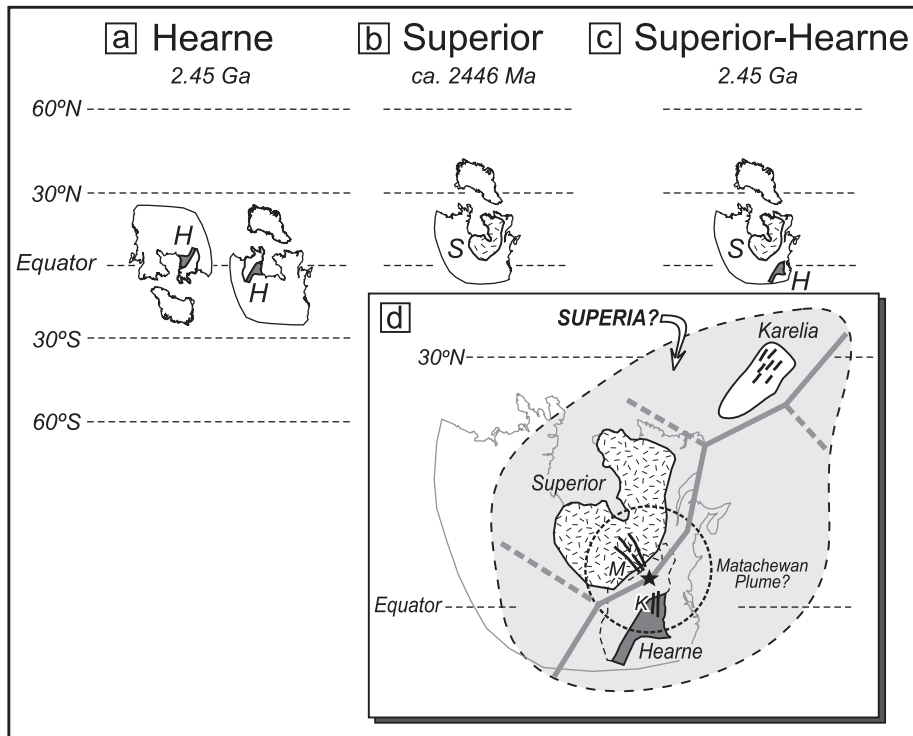 a Hearne
2.45 Ga
b Superior
ca. 2446 Ma
c Superior-Hearne
2.45 Ga
60ºN
30ºN
Equator
30ºS
60ºS
H
H
S
S
H
d
SUPERIA?
Karelia
30ºN
Superior
M
Matachewan
Plume?
Equator
K
Hearne